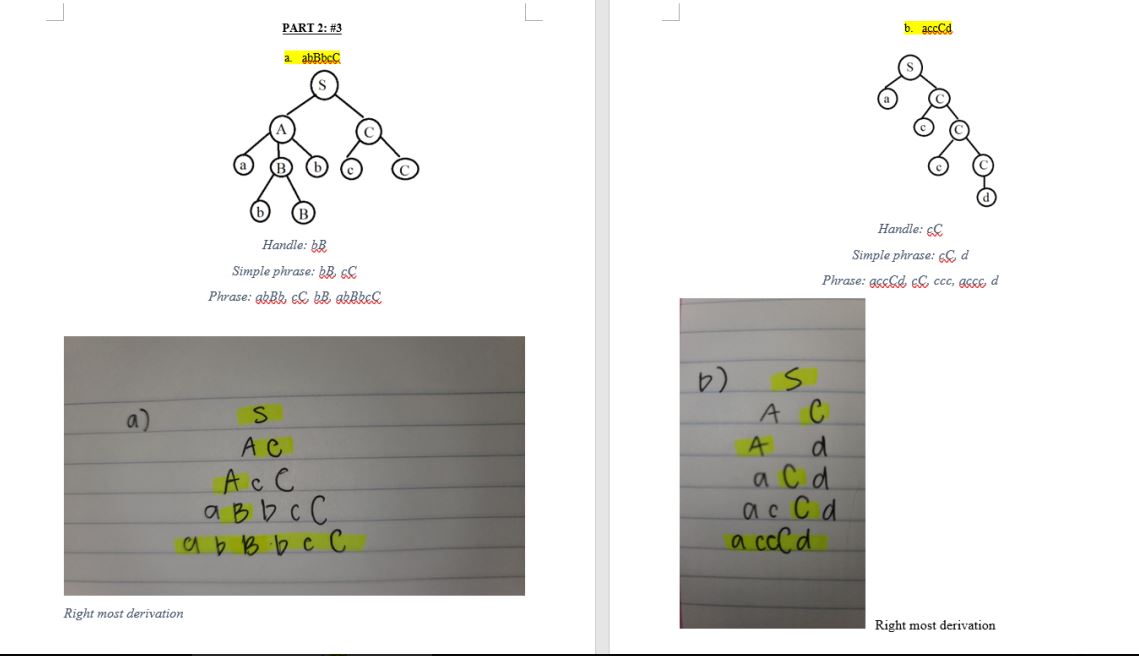 PART 2: #3
a. abBbcC
S
A C
a B b c C
b B
Handle: bB
Simple phrase: bB, cC
Phrase: abBb, cC, bB, abBbcC
a) S
A C
A c C
a B b c C
a b B b c C
Right most derivation
b. accCd
S
a C
c C
c C
d
Handle: cC
Simple phrase: cC, d
Phrase: accCd, cC, ccc, accc, d
b) S
A C
A d
a C d
a c C d
a ccC d
Right most derivation